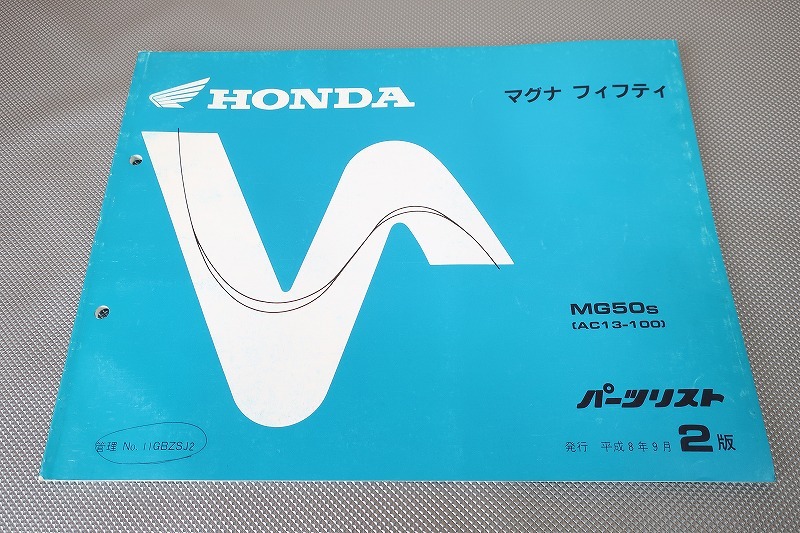 HONDA
マグナ フィフティ
MG50s
(AC13-100)
パーツリスト
管理 No. 11GBZSJ2
発行 平成8年9月 2版